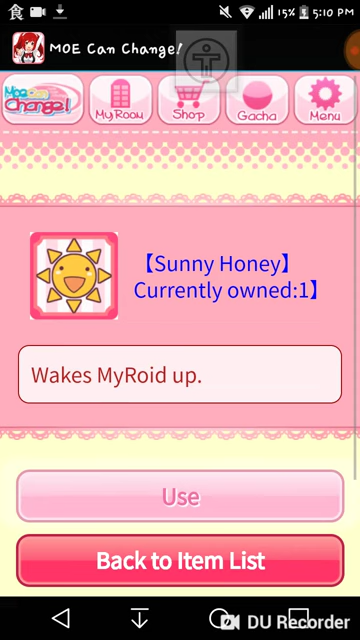 食
15% 5:10 PM
MOE Can Change!
Moe Can Change!
My Room
Shop
Gacha
Menu
【Sunny Honey】
Currently owned:1】
Wakes MyRoid up.
Use
Back to Item List
DU Recorder